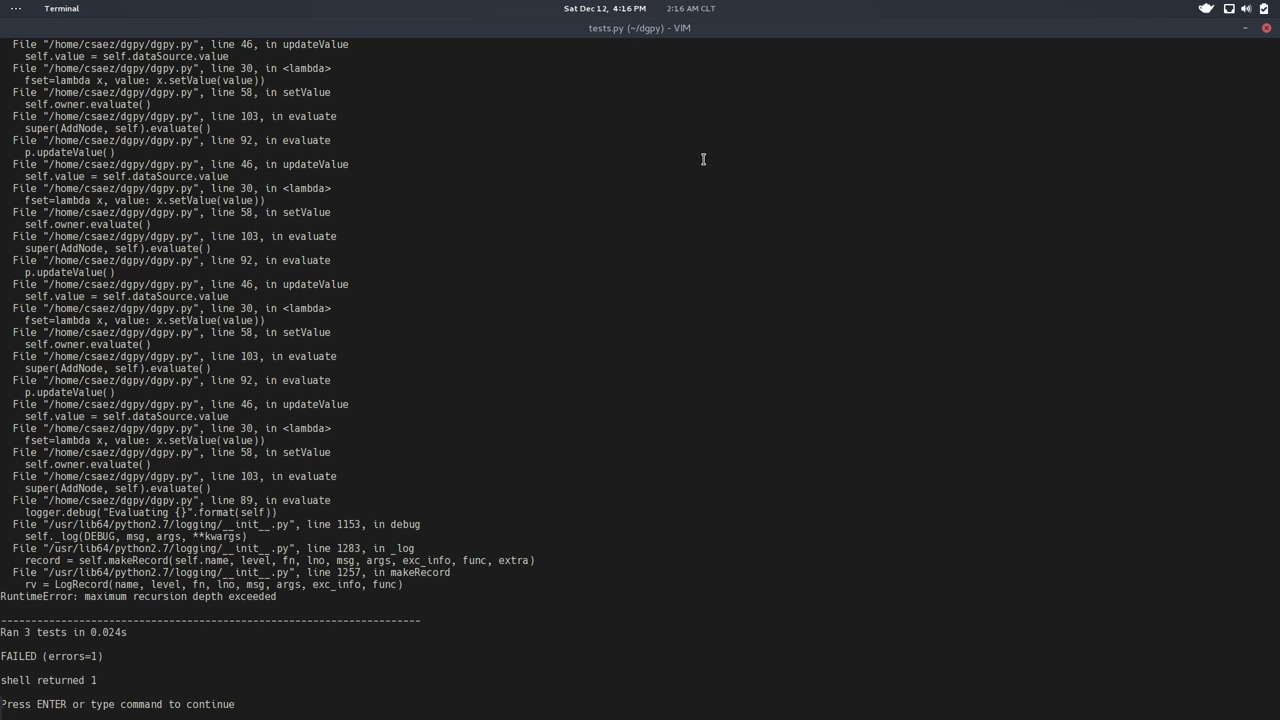 Terminal
Sat Dec 12, 4:16 PM
2:16 AM CLT
tests.py (~/dgpy) - VIM
File "/home/csaez/dgpy/dgpy.py", line 46, in updateValue
self.value = self.dataSource.value
File "/home/csaez/dgpy/dgpy.py", line 30, in <lambda>
fset=lambda x, value: x.setValue(value))
File "/home/csaez/dgpy/dgpy.py", line 58, in setValue
self.owner.evaluate()
File "/home/csaez/dgpy/dgpy.py", line 103, in evaluate
super(AddNode, self).evaluate()
File "/home/csaez/dgpy/dgpy.py", line 92, in evaluate
p.updateValue()
File "/home/csaez/dgpy/dgpy.py", line 46, in updateValue
self.value = self.dataSource.value
File "/home/csaez/dgpy/dgpy.py", line 30, in <lambda>
fset=lambda x, value: x.setValue(value))
File "/home/csaez/dgpy/dgpy.py", line 58, in setValue
self.owner.evaluate()
File "/home/csaez/dgpy/dgpy.py", line 103, in evaluate
super(AddNode, self).evaluate()
File "/home/csaez/dgpy/dgpy.py", line 92, in evaluate
p.updateValue()
File "/home/csaez/dgpy/dgpy.py", line 46, in updateValue
self.value = self.dataSource.value
File "/home/csaez/dgpy/dgpy.py", line 30, in <lambda>
fset=lambda x, value: x.setValue(value))
File "/home/csaez/dgpy/dgpy.py", line 58, in setValue
self.owner.evaluate()
File "/home/csaez/dgpy/dgpy.py", line 103, in evaluate
super(AddNode, self).evaluate()
File "/home/csaez/dgpy/dgpy.py", line 92, in evaluate
p.updateValue()
File "/home/csaez/dgpy/dgpy.py", line 46, in updateValue
self.value = self.dataSource.value
File "/home/csaez/dgpy/dgpy.py", line 30, in <lambda>
fset=lambda x, value: x.setValue(value))
File "/home/csaez/dgpy/dgpy.py", line 58, in setValue
self.owner.evaluate()
File "/home/csaez/dgpy/dgpy.py", line 103, in evaluate
super(AddNode, self).evaluate()
File "/home/csaez/dgpy/dgpy.py", line 89, in evaluate
logger.debug("Evaluating {}".format(self))
File "/usr/lib64/python2.7/logging/__init__.py", line 1153, in debug
self._log(DEBUG, msg, args, **kwargs)
File "/usr/lib64/python2.7/logging/__init__.py", line 1283, in _log
record = self.makeRecord(self.name, level, fn, lno, msg, args, exc_info, func, extra)
File "/usr/lib64/python2.7/logging/__init__.py", line 1257, in makeRecord
rv = LogRecord(name, level, fn, lno, msg, args, exc_info, func)
RuntimeError: maximum recursion depth exceeded
----------------------------------------------------------------------
Ran 3 tests in 0.024s
FAILED (errors=1)
shell returned 1
Press ENTER or type command to continue